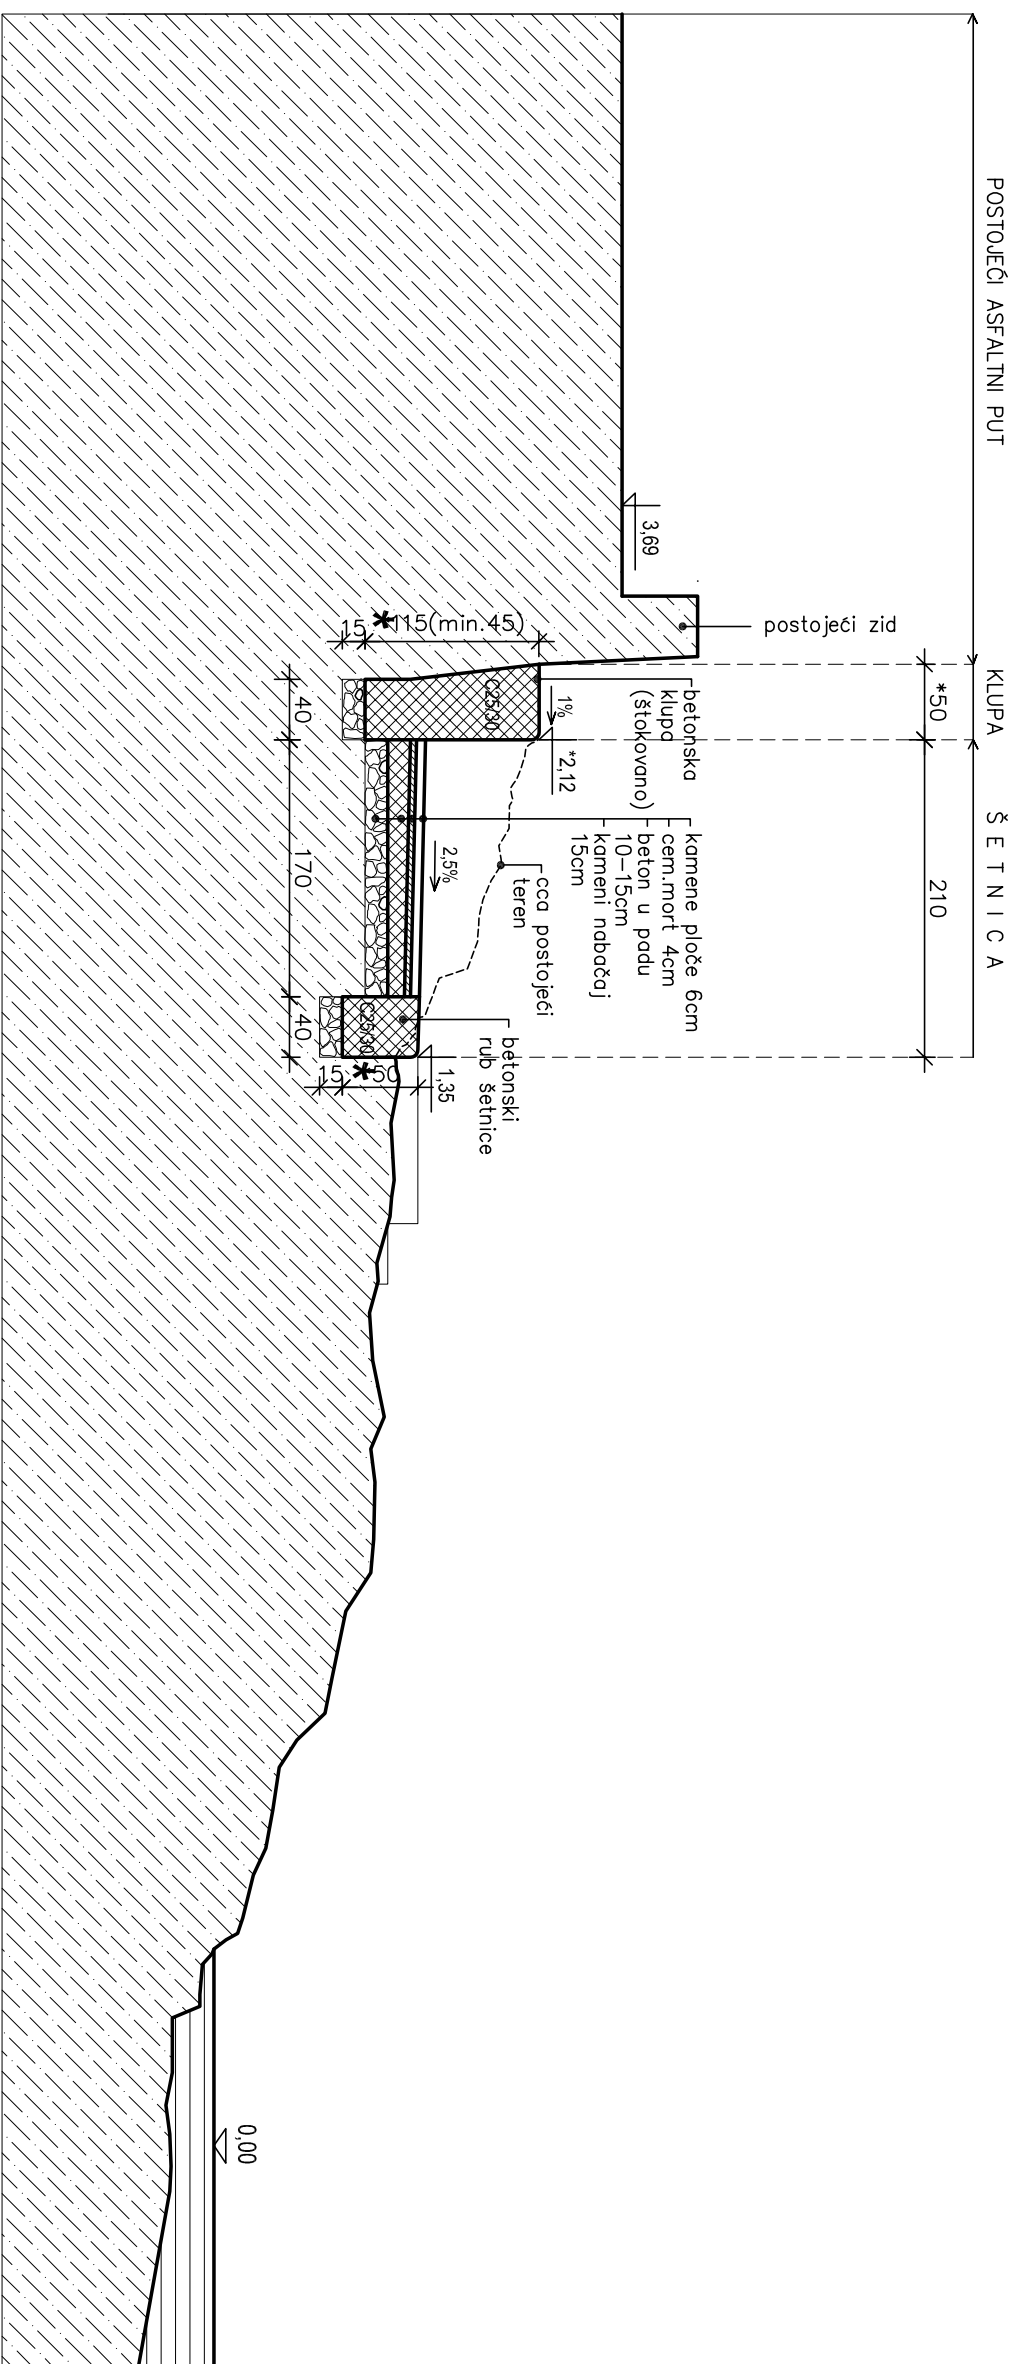 POSTOJEĆI ASFALTNI PUT
KLUPA
ŠETNICA
*50
210
postojeći zid
3,69
betonska
klupa
(štokovano)
kamene ploče 6cm
cem.mort 4cm
beton u padu
10-15cm
kameni nabačaj
15cm
1%
*2,12
cca postojeći
teren
betonski
rub šetnice
15
*115(min.45)
C25/30
2,5%
1,35
C25/30
15
*50
40
170
40
0,00